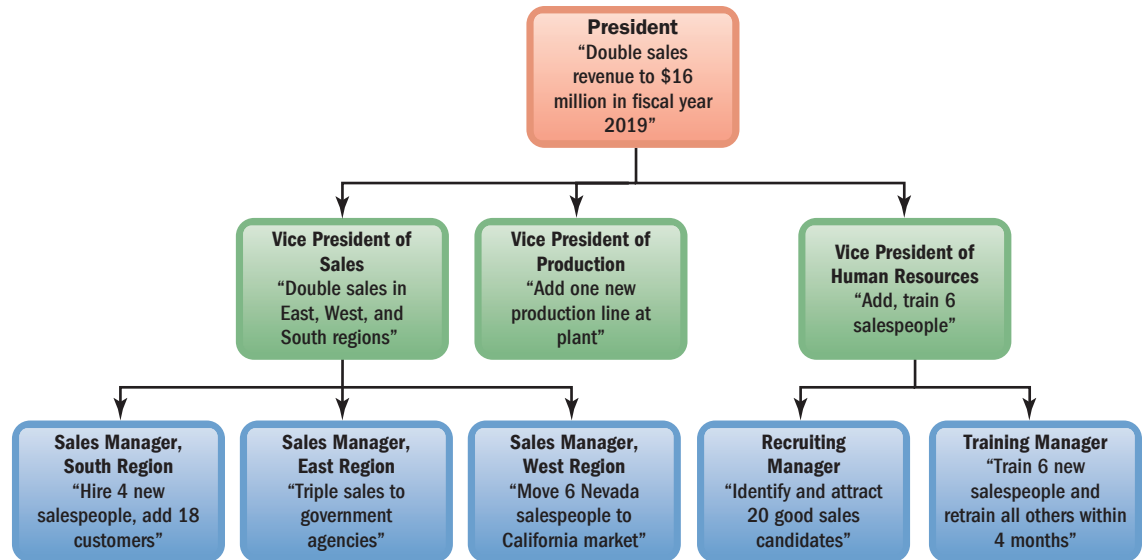 President
“Double sales
revenue to $16
million in fiscal year
2019”
Vice President of
Sales
“Double sales in
East, West, and
South regions”
Vice President of
Production
“Add one new
production line at
plant”
Vice President of
Human Resources
“Add, train 6
salespeople”
Sales Manager,
South Region
“Hire 4 new
salespeople, add 18
customers”
Sales Manager,
East Region
“Triple sales to
government
agencies”
Sales Manager,
West Region
“Move 6 Nevada
salespeople to
California market”
Recruiting
Manager
“Identify and attract
20 good sales
candidates”
Training Manager
“Train 6 new
salespeople and
retrain all others within
4 months”